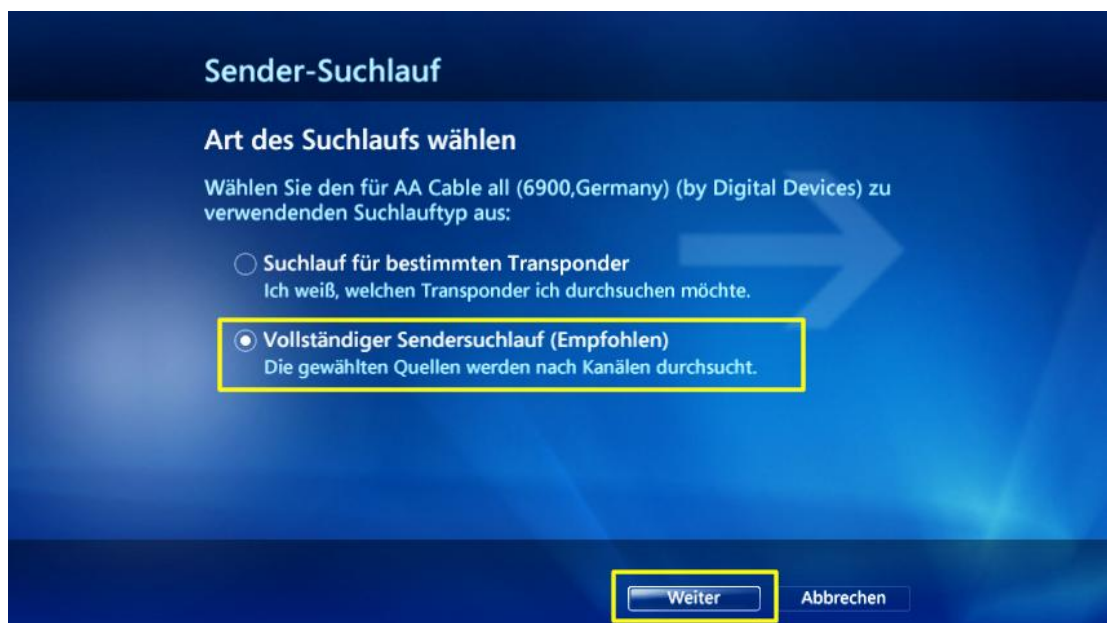 Sender-Suchlauf
Art des Suchlaufs wählen
Wählen Sie den für AA Cable all (6900,Germany) (by Digital Devices) zu
verwendenden Suchlauftyp aus:
Suchlauf für bestimmten Transponder
Ich weiß, welchen Transponder ich durchsuchen möchte.
Vollständiger Sendersuchlauf (Empfohlen)
Die gewählten Quellen werden nach Kanälen durchsucht.
Weiter Abbrechen